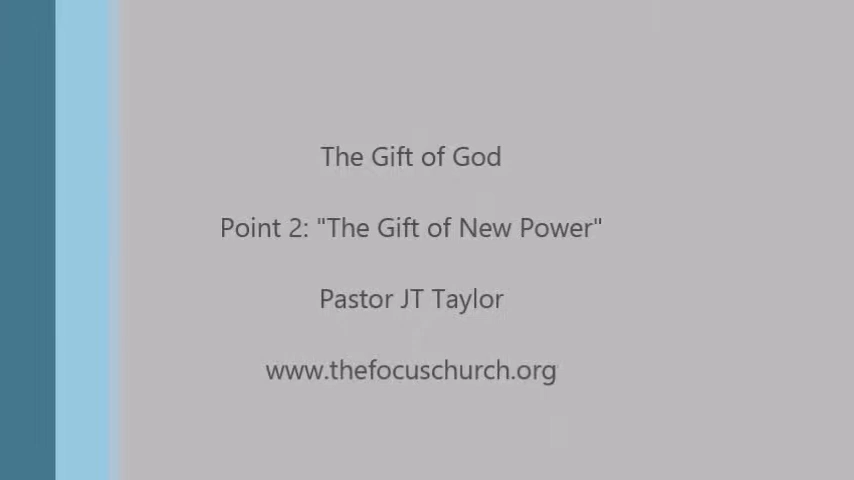 The Gift of God
Point 2: "The Gift of New Power"
Pastor JT Taylor
www.thefocuschurch.org